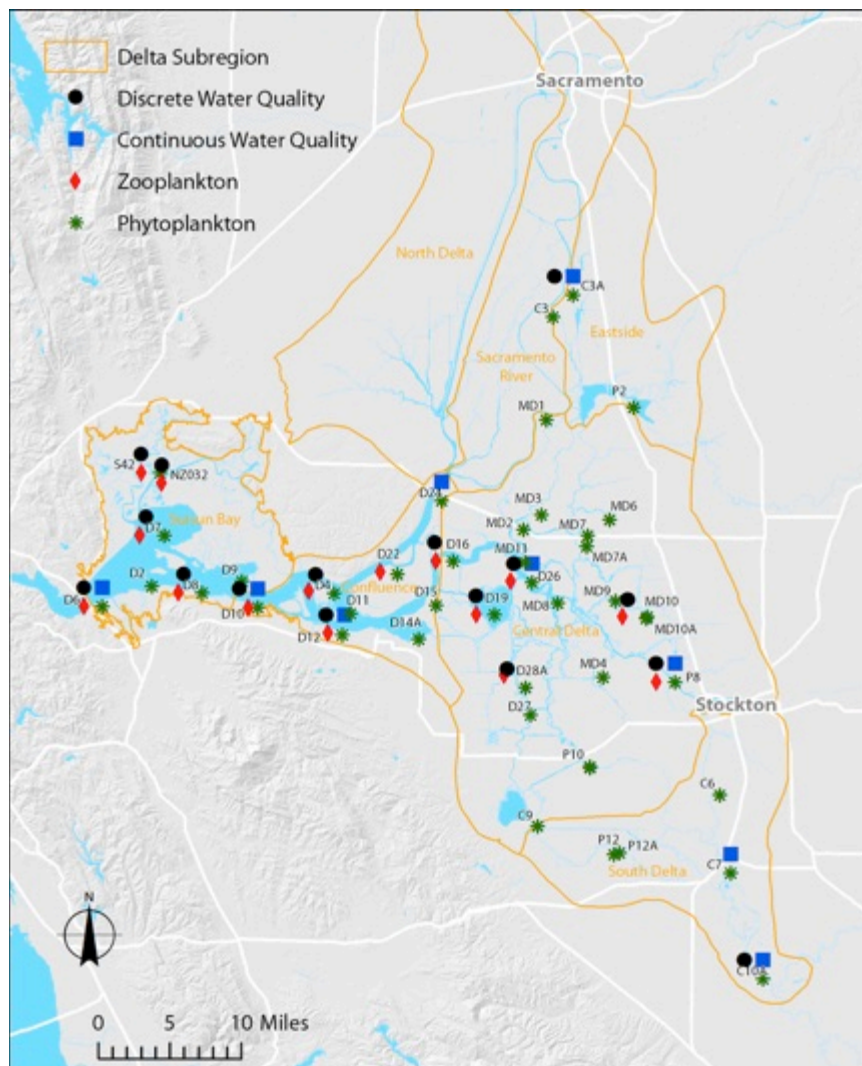 Delta Subregion
Discrete Water Quality
Continuous Water Quality
Zooplankton
Phytoplankton
Sacramento
North Delta
C3A
C3
Eastside
Sacramento
River
P2
MD1
S42
NZ032
D24
MD3
MD6
MD2
MD7
D7
Suisun Bay
D16
MD7A
D22
MD11
D9
D26
D2
D8
D4
Confluence
D15
D19
MD9
MD8
MD10
D6
D10
D11
MD10A
D12
D14A
Central Delta
D28A
MD4
P8
Stockton
D27
P10
C6
C9
P12
P12A
C7
South Delta
C10A
N
0 5 10 Miles